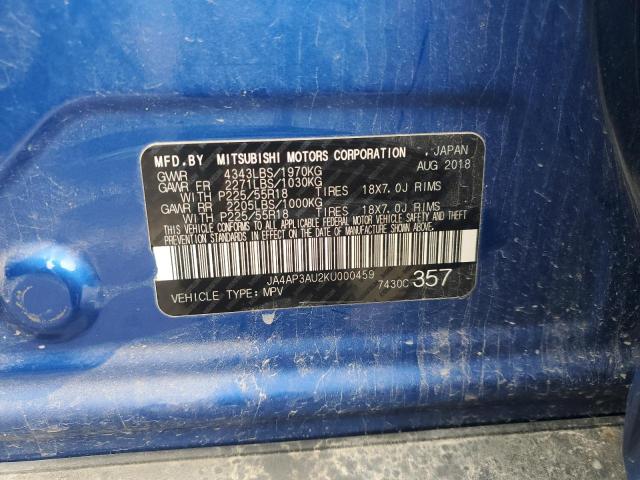 MFD.BY MITSUBISHI MOTORS CORPORATION , JAPAN
GVWR 4343LBS/1970KG AUG 2018
GAWR FR 2271LBS/1030KG
WITH P225/55R18 TIRES 18X7.0J RIMS
GAWR RR 2205LBS/1000KG
WITH P225/55R18 TIRES 18X7.0J RIMS
THIS VEHICLE CONFORMS TO ALL APPLICABLE FEDERAL MOTOR VEHICLE SAFETY AND THEFT
PREVENTION STANDARDS IN EFFECT ON THE DATE OF MANUFACTURE SHOWN ABOVE.
JA4AP3AU2KU000459
VEHICLE TYPE:MPV 7430C 357